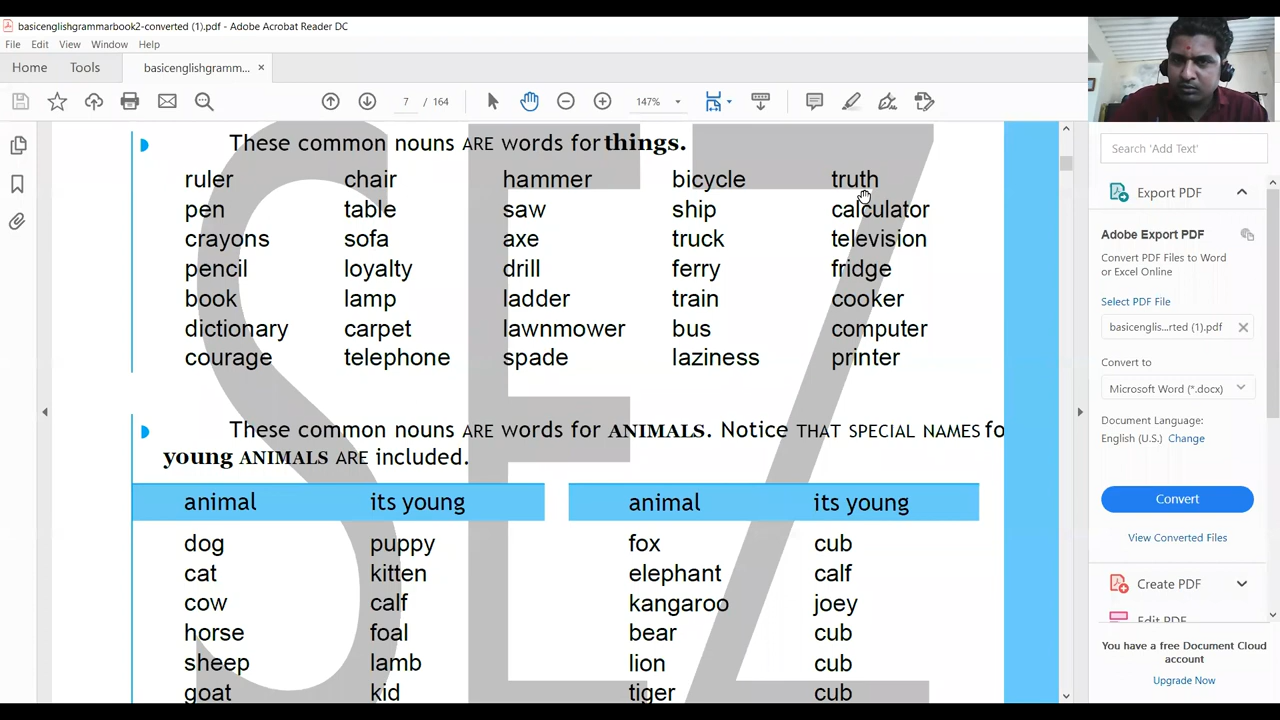 basicenglishgrammarbook2-converted (1).pdf - Adobe Acrobat Reader DC
File Edit View Window Help
Home Tools basicenglishgramm... ×
7 / 164 147%
Search 'Add Text'
Export PDF
Adobe Export PDF
Convert PDF Files to Word
or Excel Online
Select PDF File
basicenglis...rted (1).pdf
Convert to
Microsoft Word (*.docx)
Document Language:
English (U.S.) Change
Convert
View Converted Files
Create PDF
Edit PDF
You have a free Document Cloud
account
Upgrade Now
These common nouns ARE words for things.
ruler chair hammer bicycle truth
pen table saw ship calculator
crayons sofa axe truck television
pencil loyalty drill ferry fridge
book lamp ladder train cooker
dictionary carpet lawnmower bus computer
courage telephone spade laziness printer
These common nouns ARE words for ANIMALS. Notice THAT SPECIAL NAMES fo
young ANIMALS ARE included.
animal its young animal its young
dog puppy fox cub
cat kitten elephant calf
cow calf kangaroo joey
horse foal bear cub
sheep lamb lion cub
goat kid tiger cub
SEZ